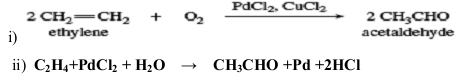 PdCl₂, CuCl₂
i) 2 CH₂=CH₂ + O₂ → 2 CH₃CHO
ethylene acetaldehyde
ii) C₂H₄+PdCl₂ + H₂O → CH₃CHO +Pd +2HCl